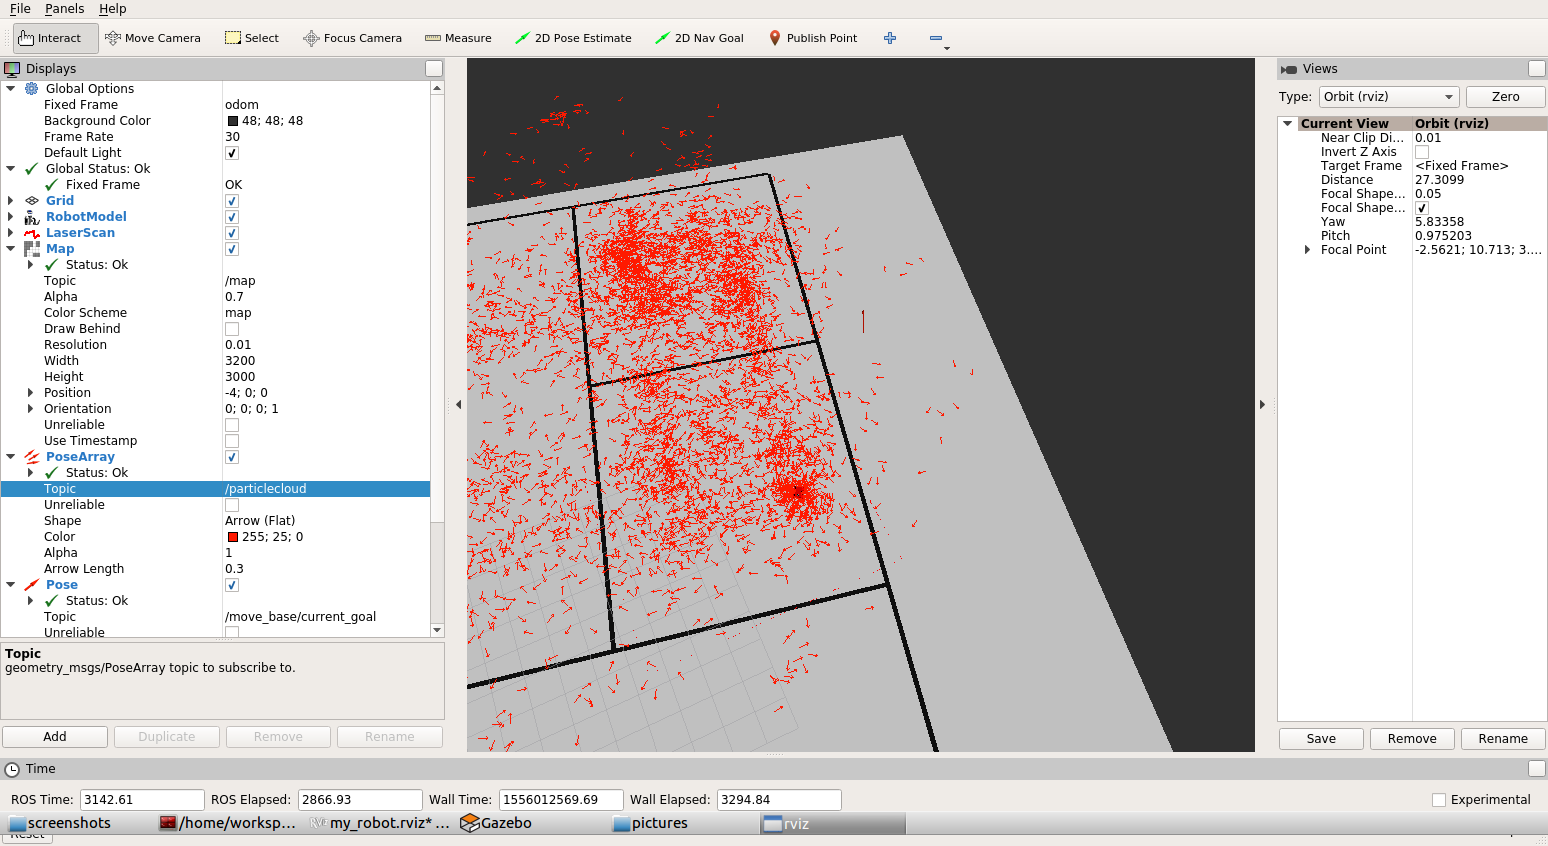 File Panels Help
Interact Move Camera Select Focus Camera Measure 2D Pose Estimate 2D Nav Goal Publish Point
Displays
Global Options
Fixed Frame odom
Background Color 48; 48; 48
Frame Rate 30
Default Light
Global Status: Ok
Fixed Frame OK
Grid
RobotModel
LaserScan
Map
Status: Ok
Topic /map
Alpha 0.7
Color Scheme map
Draw Behind
Resolution 0.01
Width 3200
Height 3000
Position -4; 0; 0
Orientation 0; 0; 0; 1
Unreliable
Use Timestamp
PoseArray
Status: Ok
Topic /particlecloud
Unreliable
Shape Arrow (Flat)
Color 255; 25; 0
Alpha 1
Arrow Length 0.3
Pose
Status: Ok
Topic /move_base/current_goal
Unreliable
Topic
geometry_msgs/PoseArray topic to subscribe to.
Add Duplicate Remove Rename
Views
Type: Orbit (rviz) Zero
Current View Orbit (rviz)
Near Clip Di... 0.01
Invert Z Axis
Target Frame <Fixed Frame>
Distance 27.3099
Focal Shape... 0.05
Focal Shape...
Yaw 5.83358
Pitch 0.975203
Focal Point -2.5621; 10.713; 3....
Save Remove Rename
Time
ROS Time: 3142.61 ROS Elapsed: 2866.93 Wall Time: 1556012569.69 Wall Elapsed: 3294.84 Experimental
screenshots /home/worksp... my_robot.rviz* ... Gazebo pictures rviz
Reset